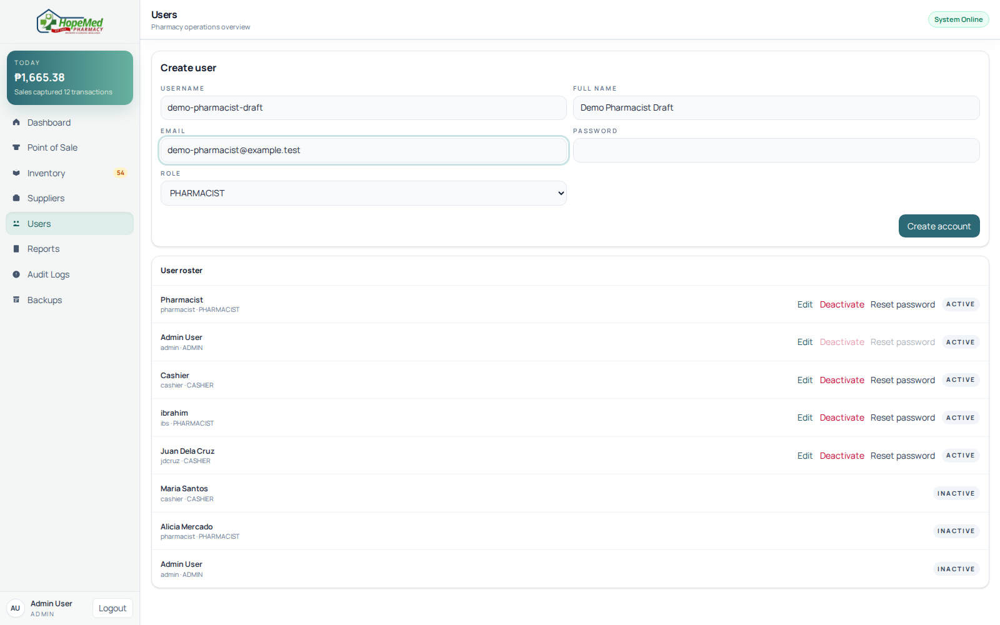 HopeMed
PHARMACY
TODAY
₱1,665.38
Sales captured 12 transactions
Dashboard
Point of Sale
Inventory 54
Suppliers
Users
Reports
Audit Logs
Backups
AU Admin User
ADMIN
Logout
Users
Pharmacy operations overview
System Online
Create user
USERNAME FULL NAME
demo-pharmacist-draft Demo Pharmacist Draft
EMAIL PASSWORD
demo-pharmacist@example.test
ROLE
PHARMACIST
Create account
User roster
Pharmacist
pharmacist · PHARMACIST
Edit Deactivate Reset password ACTIVE
Admin User
admin · ADMIN
Edit Deactivate Reset password ACTIVE
Cashier
cashier · CASHIER
Edit Deactivate Reset password ACTIVE
ibrahim
ibs · PHARMACIST
Edit Deactivate Reset password ACTIVE
Juan Dela Cruz
jdcruz · CASHIER
Edit Deactivate Reset password ACTIVE
Maria Santos
cashier · CASHIER
INACTIVE
Alicia Mercado
pharmacist · PHARMACIST
INACTIVE
Admin User
admin · ADMIN
INACTIVE